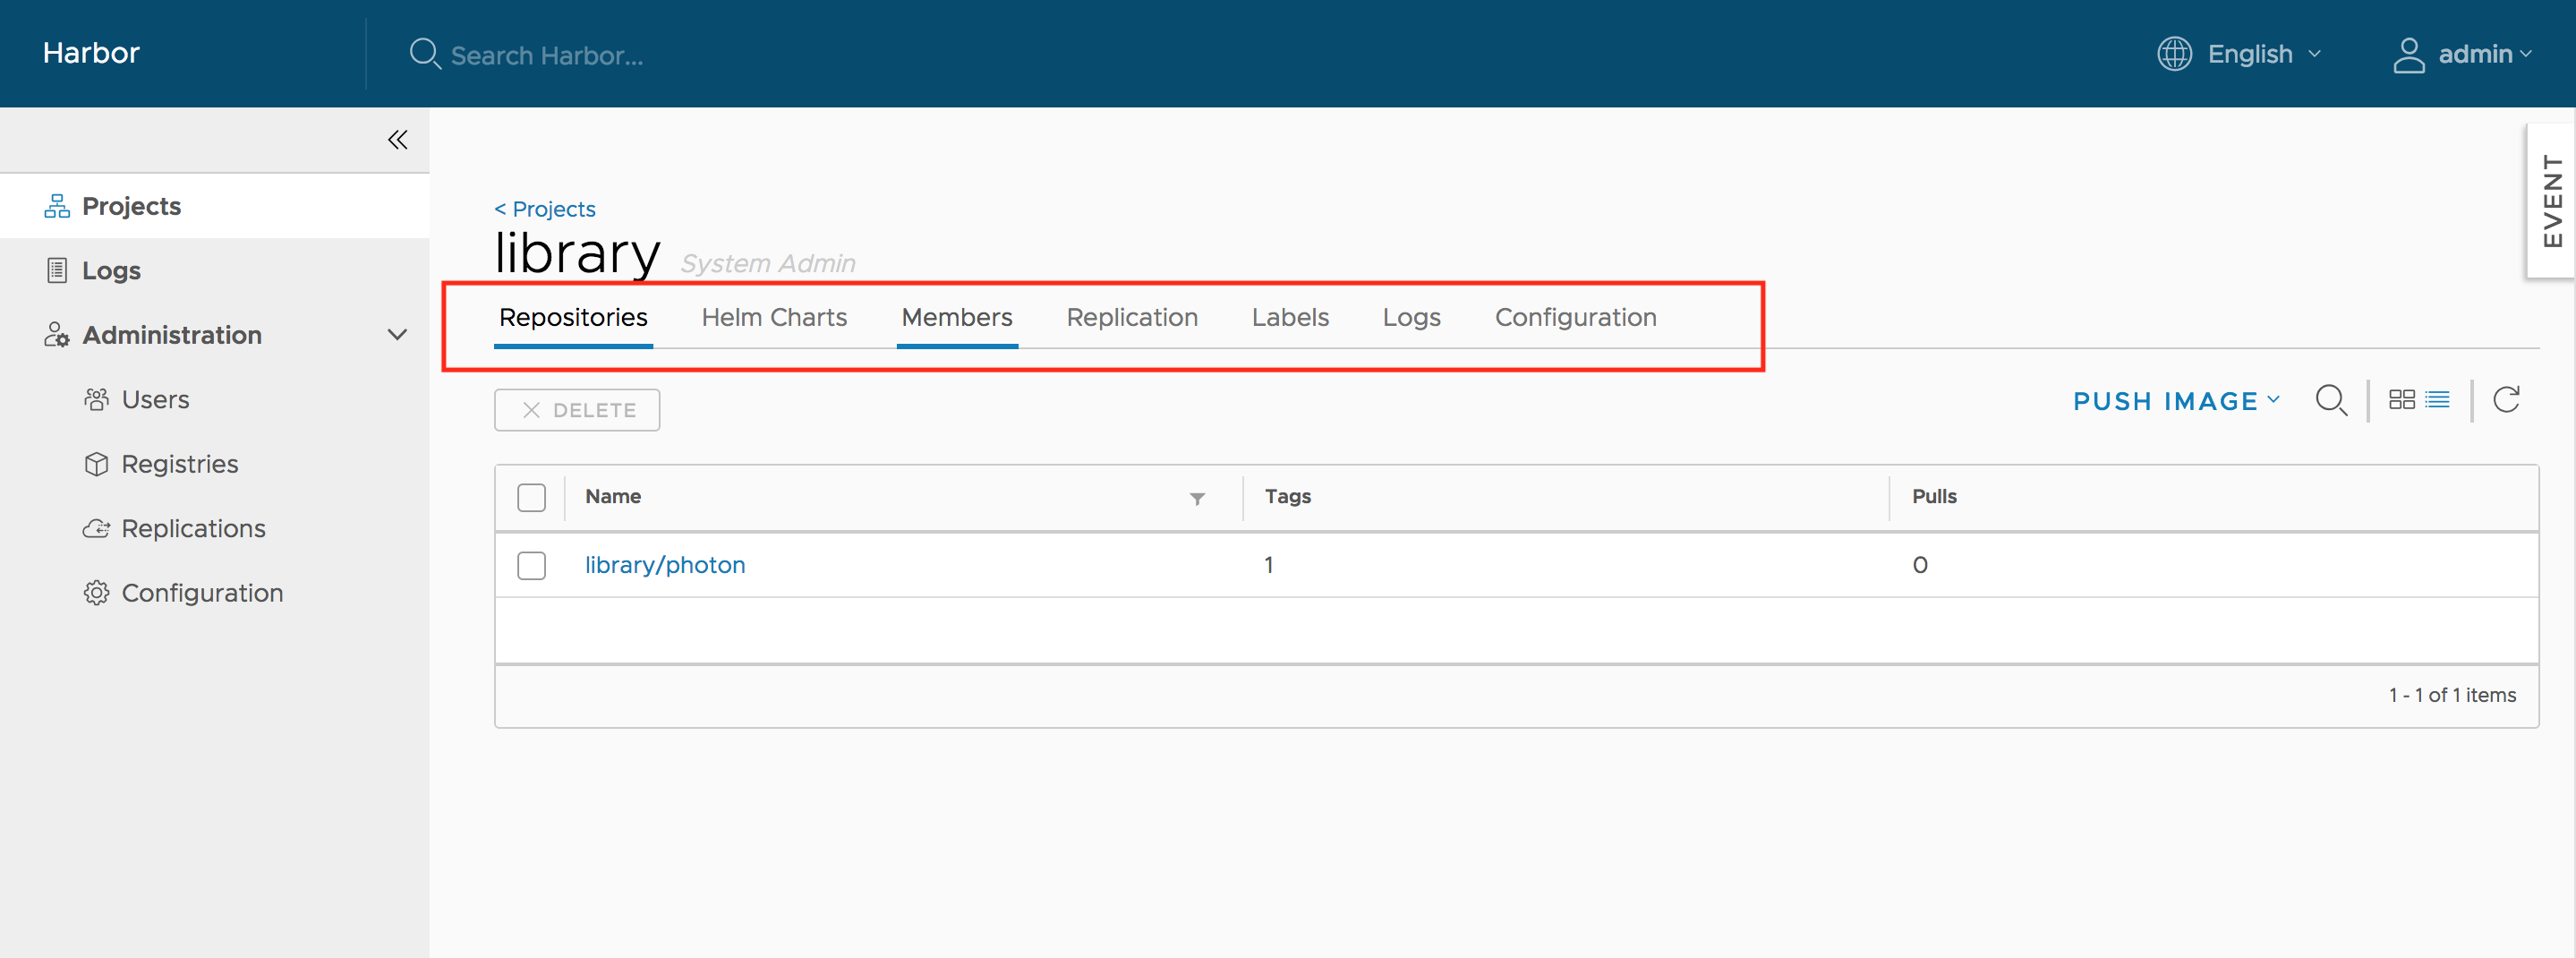 Harbor
Search Harbor...
English
admin
EVENT
Projects
Logs
Administration
Users
Registries
Replications
Configuration
< Projects
library System Admin
Repositories Helm Charts Members Replication Labels Logs Configuration
DELETE
PUSH IMAGE
Name Tags Pulls
library/photon 1 0
1 - 1 of 1 items